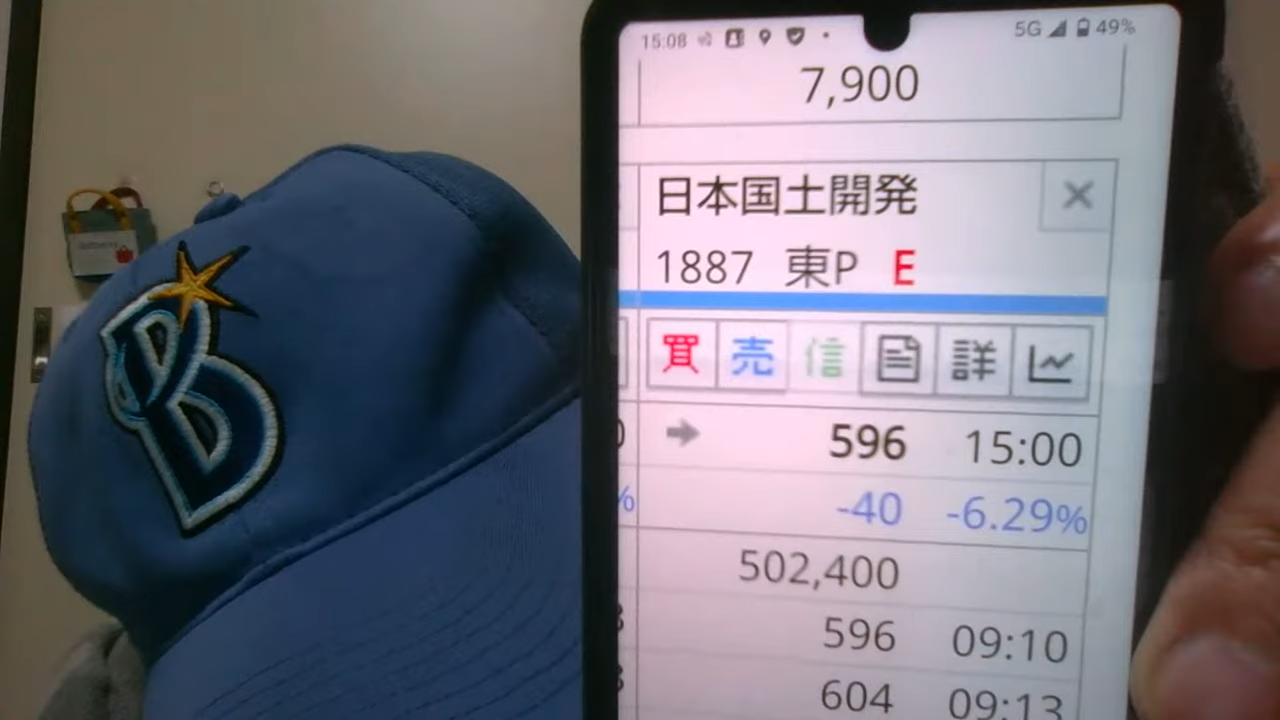 15:08
5G 49%
7,900
日本国土開発 ×
1887 東P E
買 売 信 詳
→ 596 15:00
% -40 -6.29%
502,400
596 09:10
604 09:13
B